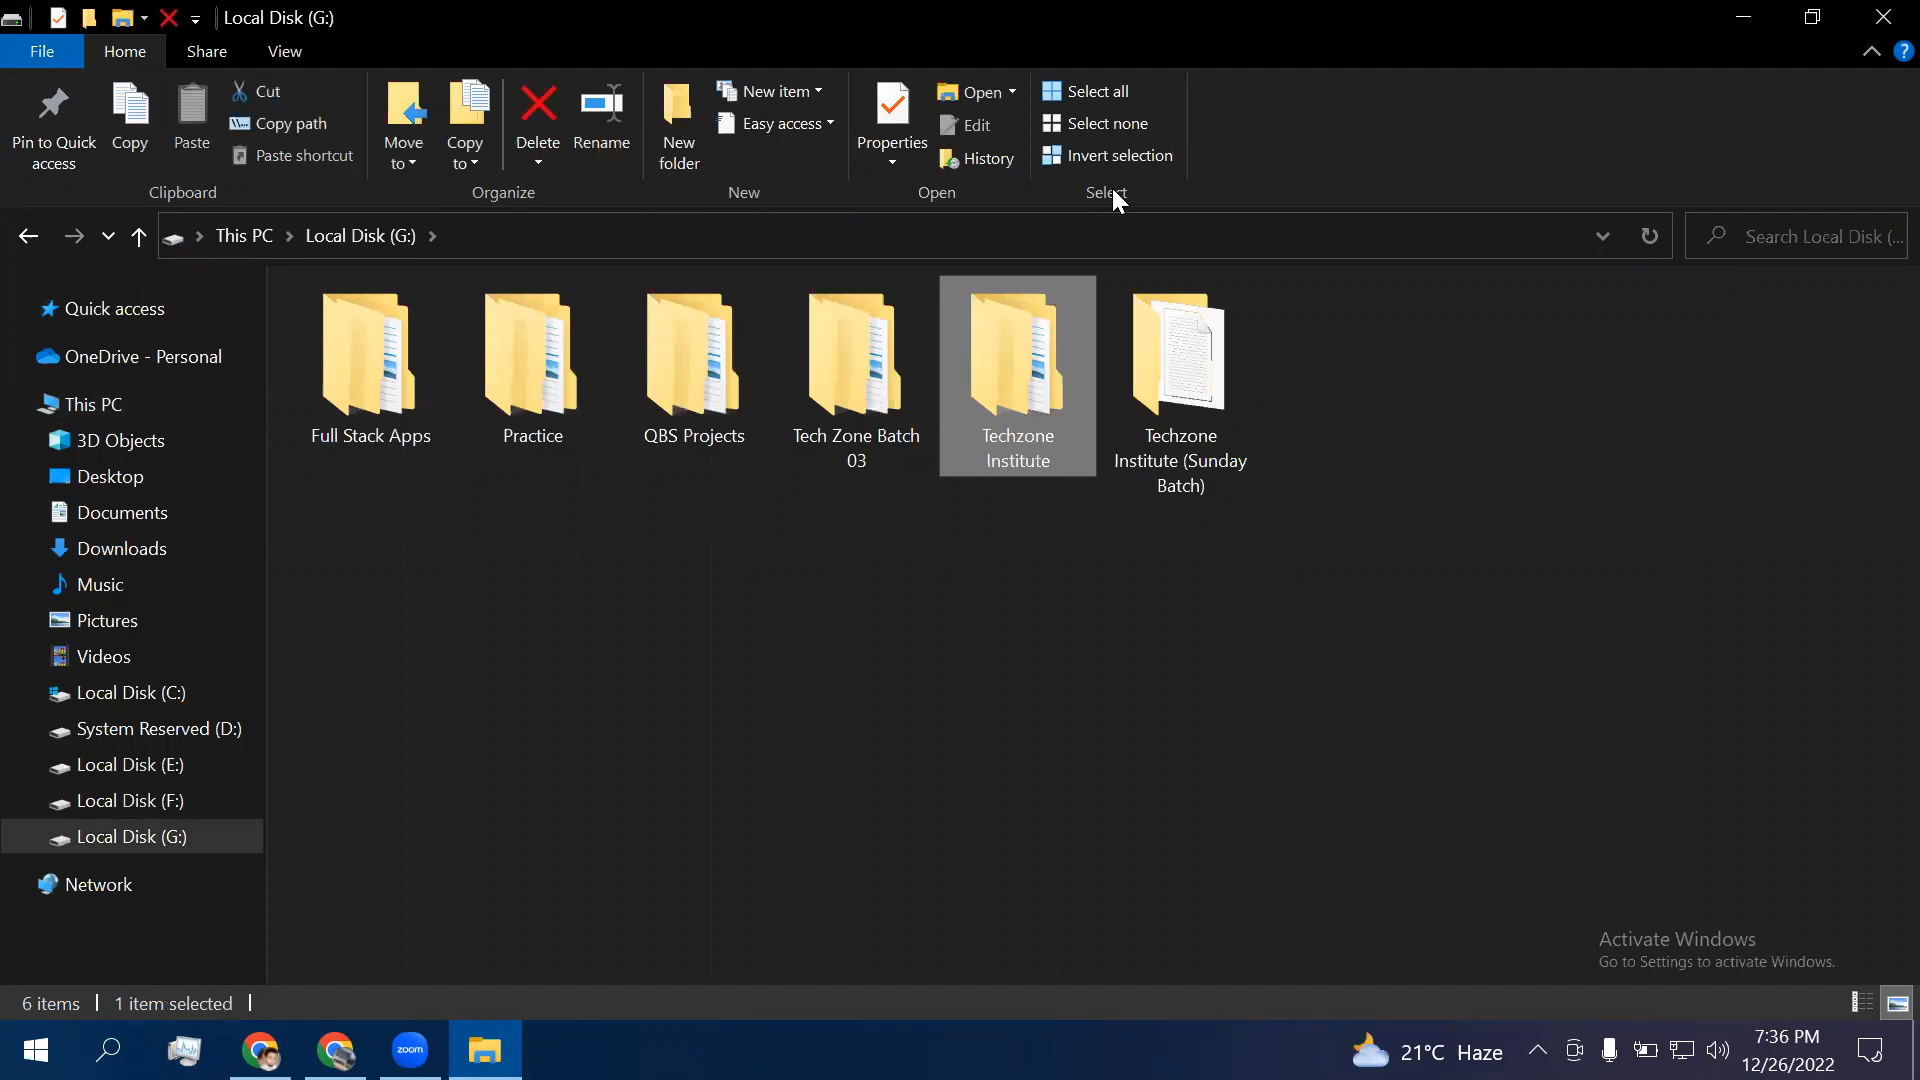 Local Disk (G:)
File
Home
Share
View
Pin to Quick
access
Copy
Paste
Cut
Copy path
Paste shortcut
Clipboard
Move
to
Copy
to
Delete
Rename
Organize
New
folder
New item
Easy access
New
Properties
Open
Edit
History
Open
Select all
Select none
Invert selection
Select
This PC
Local Disk (G:)
Search Local Disk (...
Quick access
OneDrive - Personal
This PC
3D Objects
Desktop
Documents
Downloads
Music
Pictures
Videos
Local Disk (C:)
System Reserved (D:)
Local Disk (E:)
Local Disk (F:)
Local Disk (G:)
Network
Full Stack Apps
Practice
QBS Projects
Tech Zone Batch
03
Techzone
Institute
Techzone
Institute (Sunday
Batch)
Activate Windows
Go to Settings to activate Windows.
6 items
1 item selected
zoom
21°C Haze
7:36 PM
12/26/2022